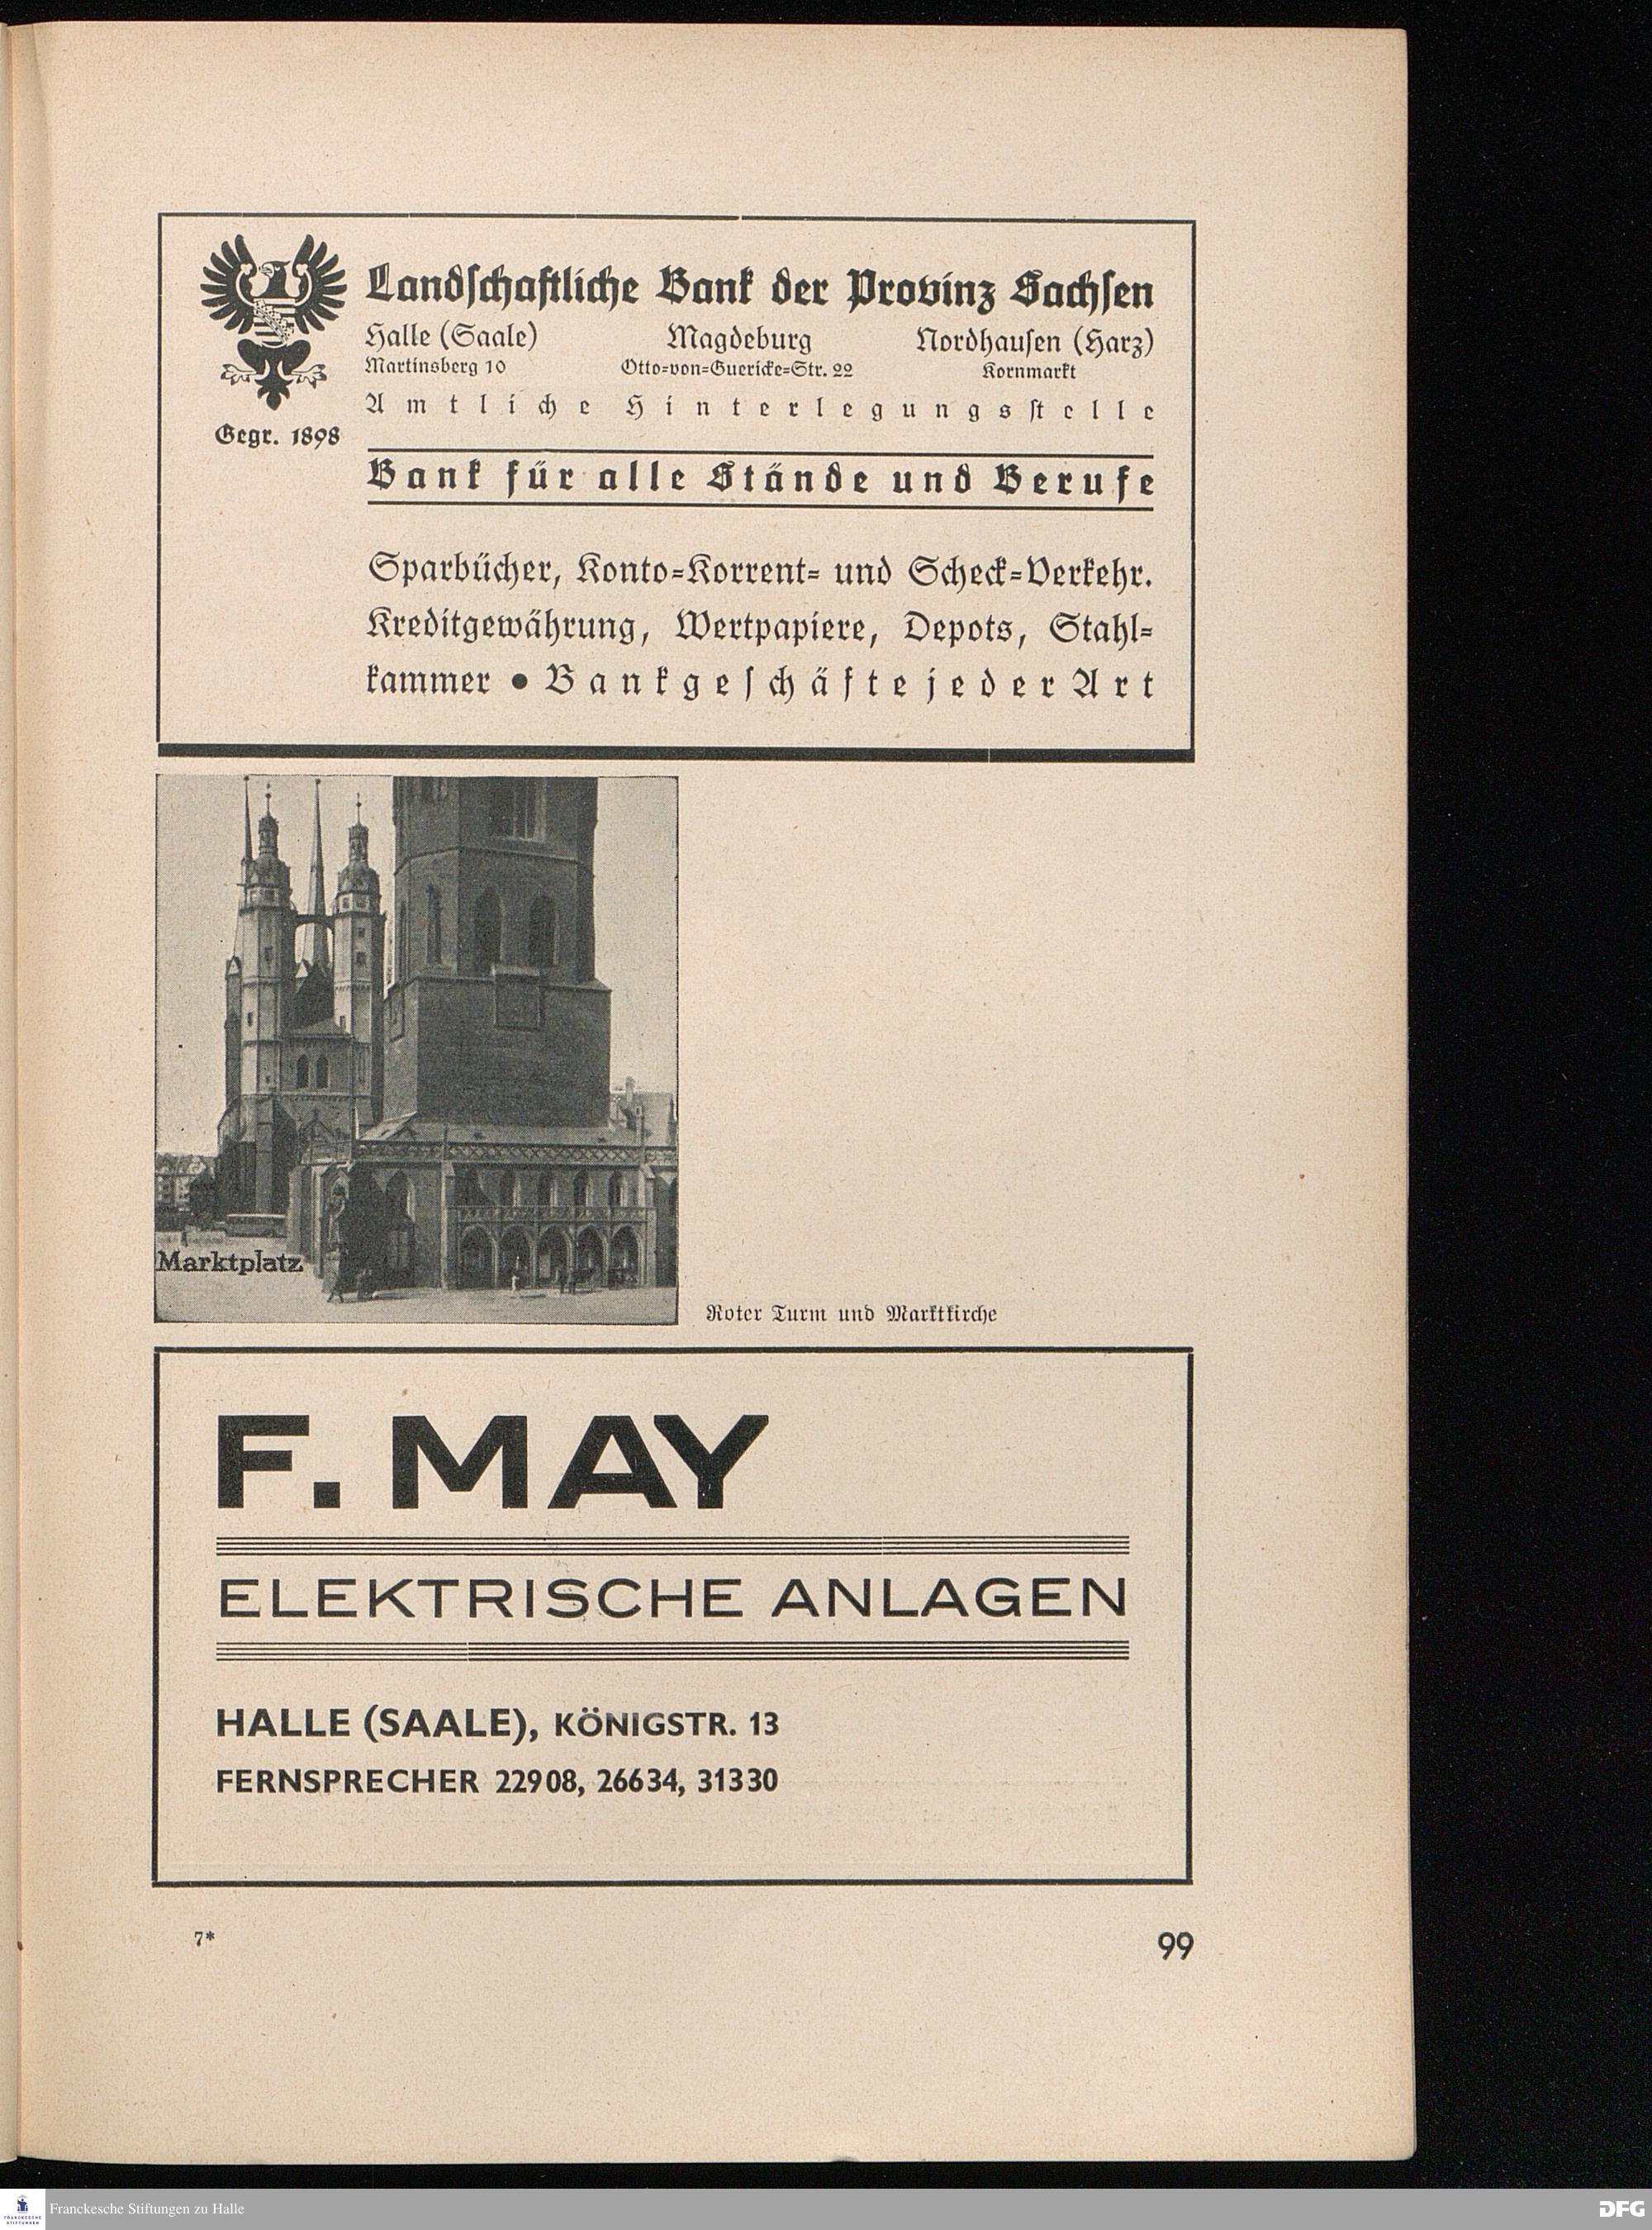 Landschaftliche Bank der Provinz Sachsen
Halle (Saale) Magdeburg Nordhausen (Harz)
Martinsberg 10 Otto-von-Guericke-Str. 22 Kornmarkt
Amtliche Hinterlegungsstelle
Gegr. 1898
Bank für alle Stände und Berufe
Sparbücher, Konto-Korrent- und Scheck-Verkehr.
Kreditgewährung, Wertpapiere, Depots, Stahl-
kammer • Bankgeschäfte jeder Art
Marktplatz
Roter Turm und Marktkirche
F. MAY
ELEKTRISCHE ANLAGEN
HALLE (SAALE), KÖNIGSTR. 13
FERNSPRECHER 22908, 26634, 31330
7*
99
FRANCKESCHE
STIFTUNGEN
Franckesche Stiftungen zu Halle
DFG